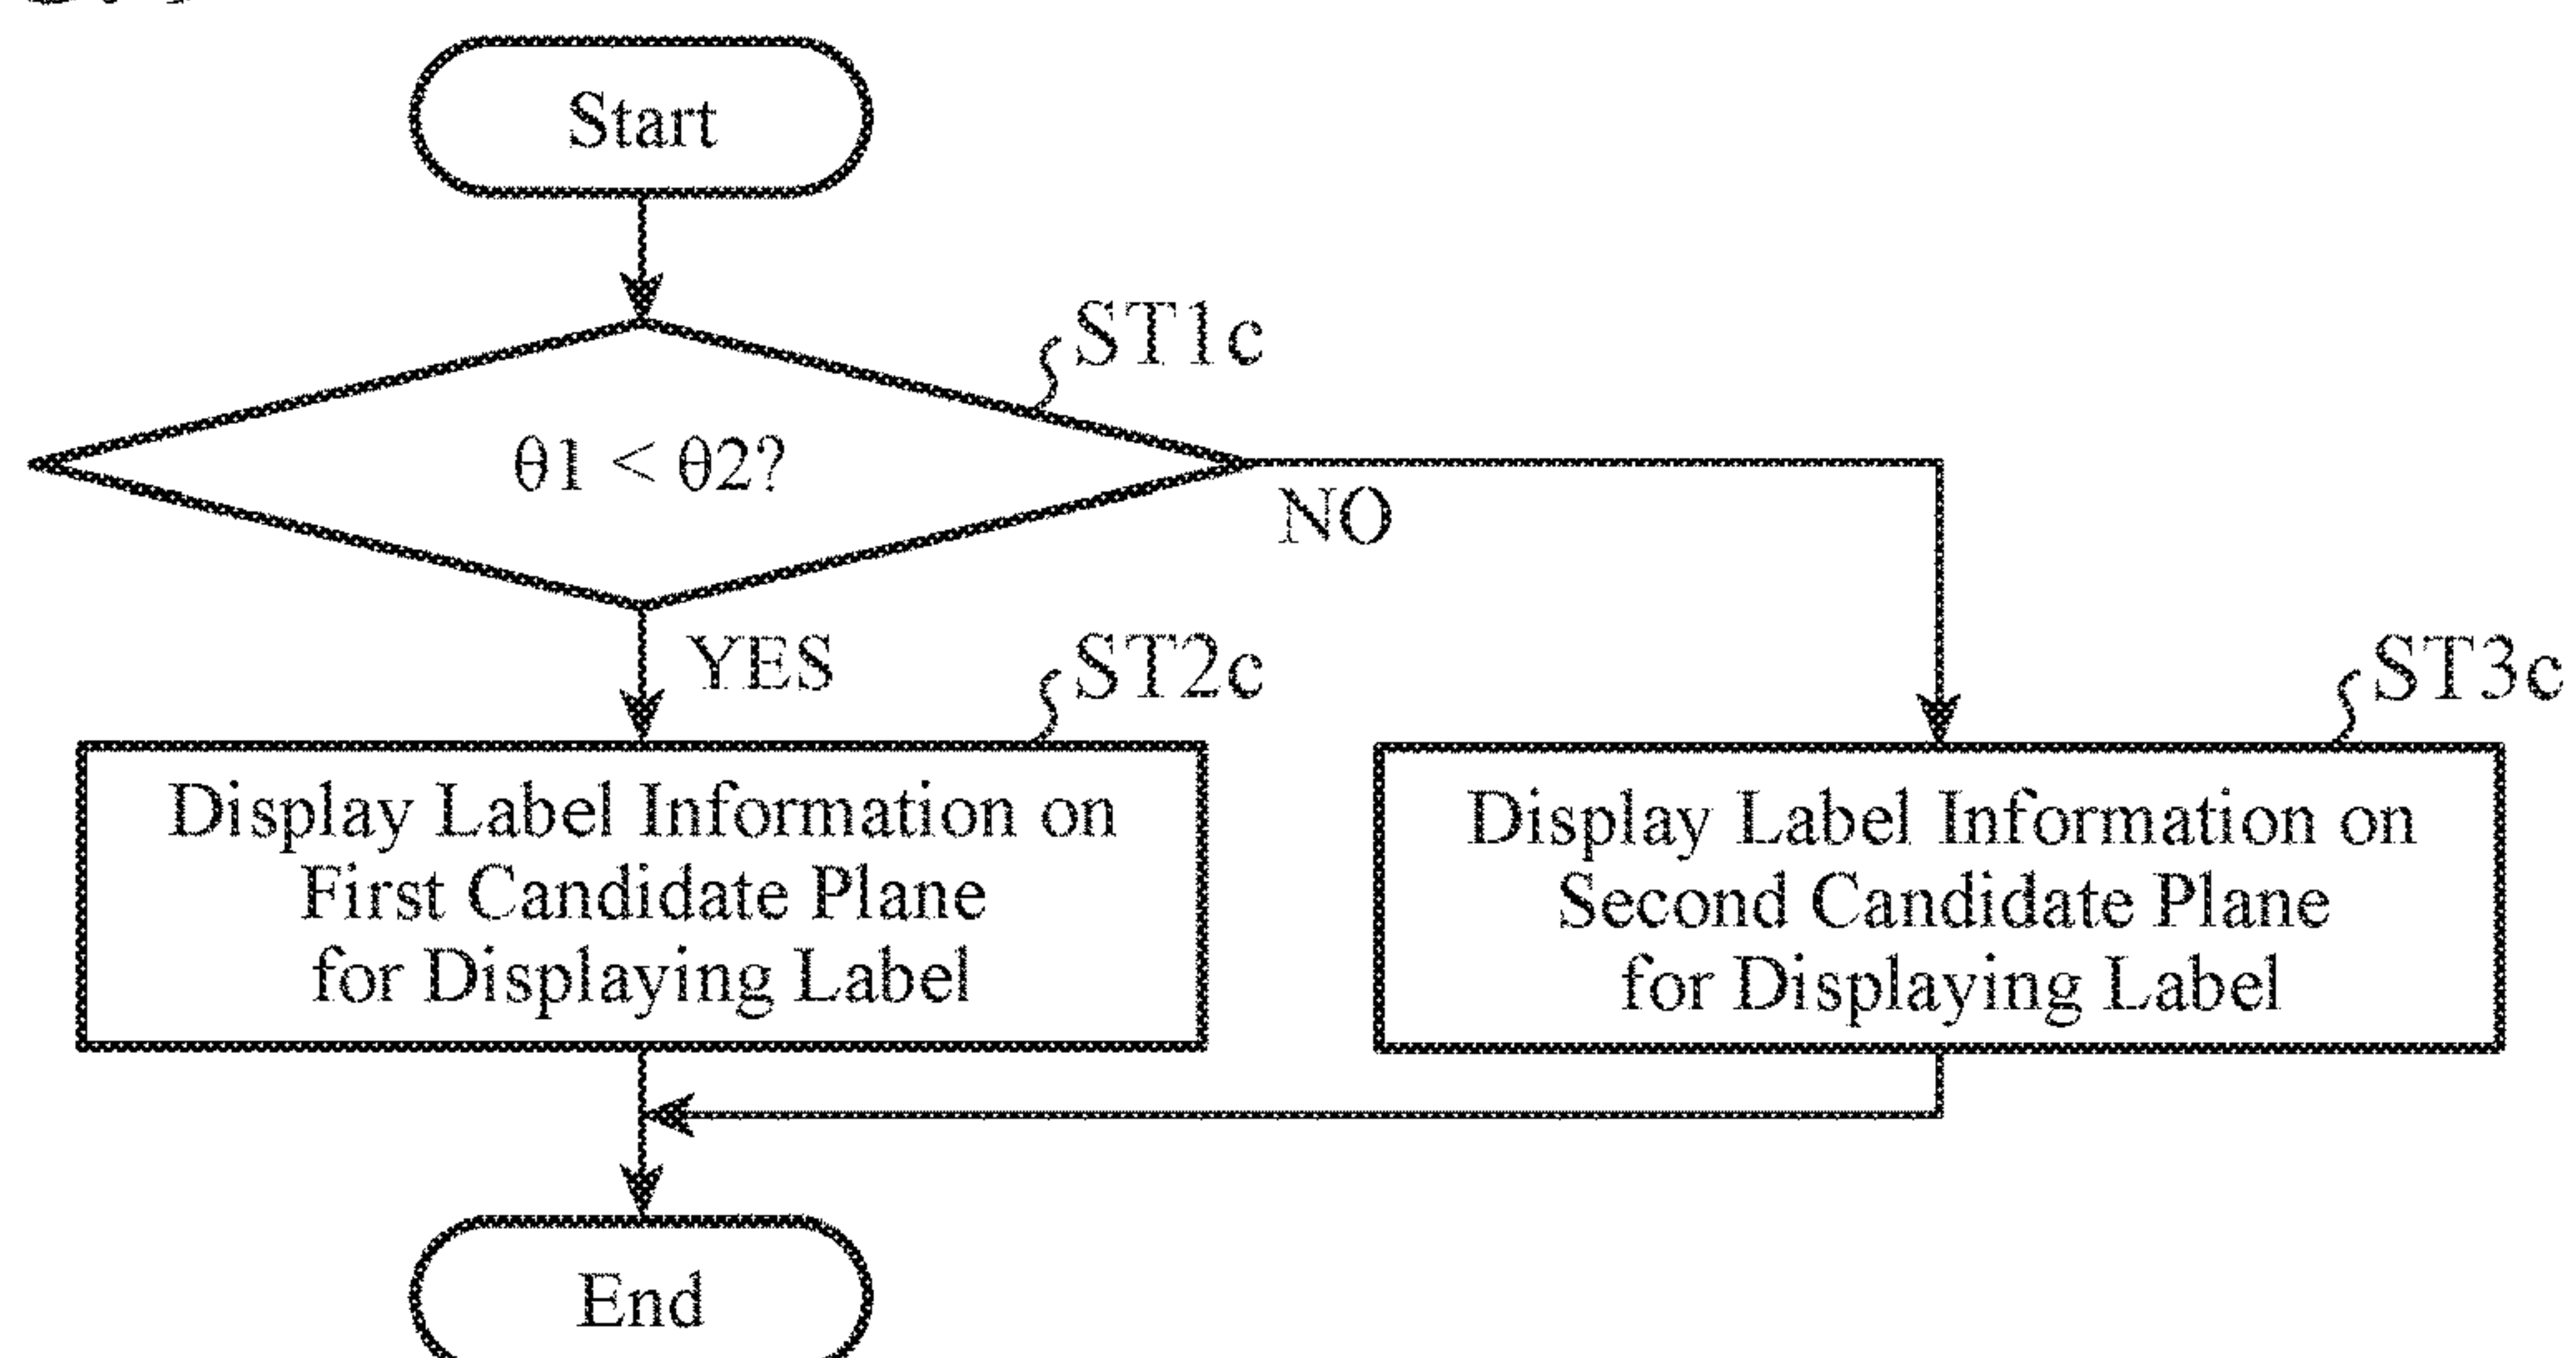 Start
ST1c
θ1 < θ2?
NO
YES
ST2c
ST3c
Display Label Information on
First Candidate Plane
for Displaying Label
Display Label Information on
Second Candidate Plane
for Displaying Label
End